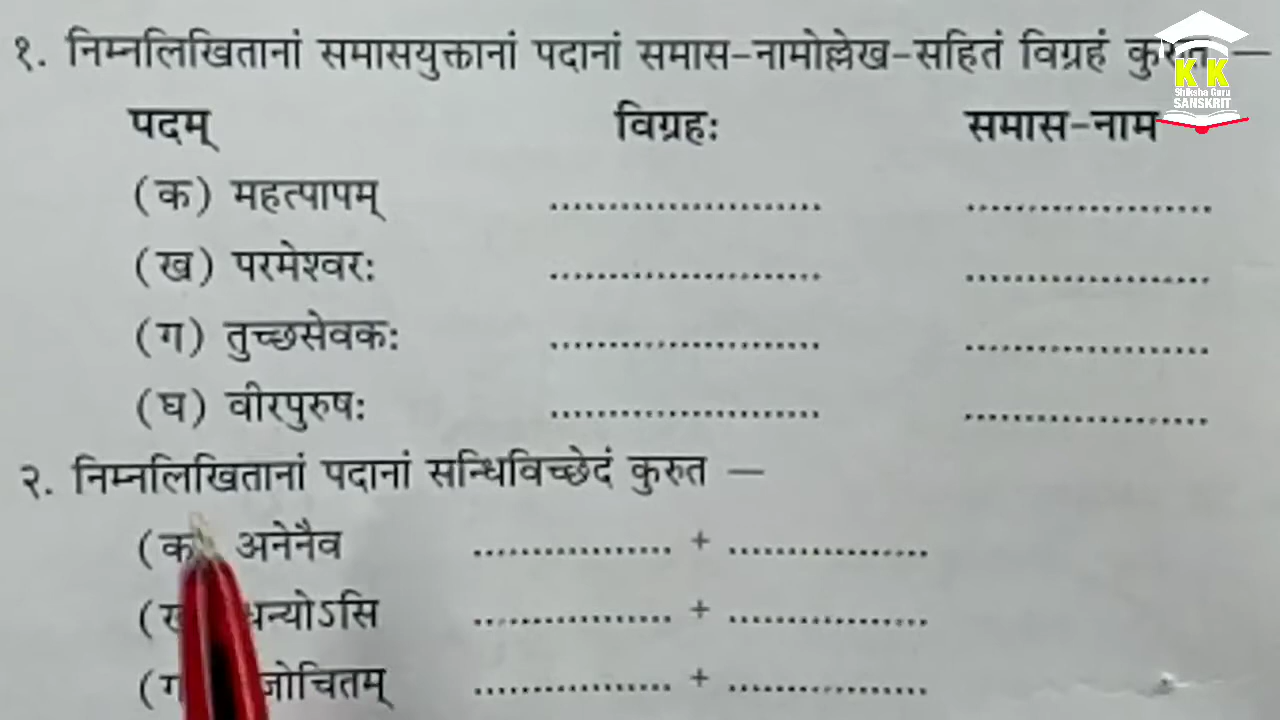 १. निम्नलिखितानां समासयुक्तानां पदानां समास-नामोल्लेख-सहितं विग्रहं —
K K
Shiksha Guru
SANSKRIT
पदम् विग्रहः समास-नाम
(क) महत्पापम् ........................ ........................
(ख) परमेश्वरः ........................ ........................
(ग) तुच्छसेवकः ........................ ........................
(घ) वीरपुरुषः ........................ ........................
२. निम्नलिखितानां पदानां सन्धिविच्छेदं कुरुत —
(क) अनेनैव .................... + ....................
न्योऽसि .................... + ....................
(ग जोचितम् .................... + ....................